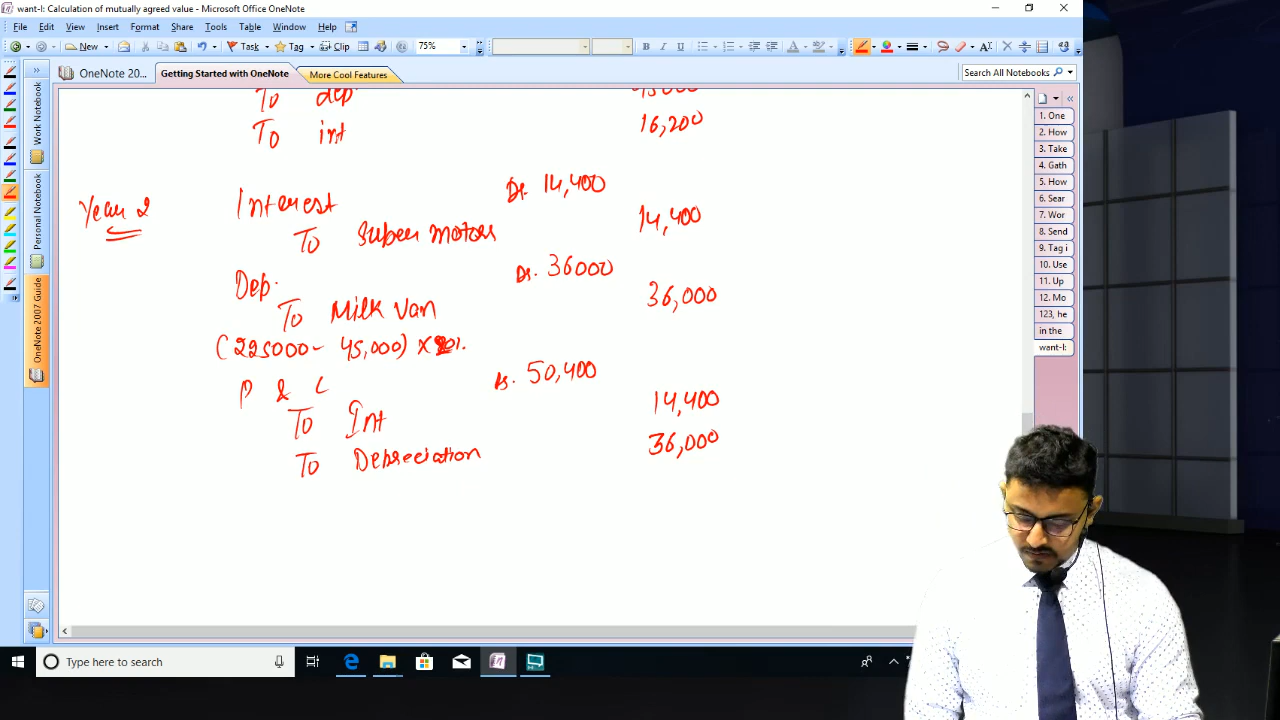 want-l: Calculation of mutually agreed value - Microsoft Office OneNote
File Edit View Insert Format Share Tools Table Window Help
New Task Tag Clip 75% B I U
OneNote 20... Getting Started with OneNote More Cool Features Search All Notebooks
Work Notebook
Personal Notebook
OneNote 2007 Guide
To dep. 45000
To int 16,200
Year 2 Interest Dr. 14,400
To Super Motors 14,400
Dep. Dr. 36000
To Milk Van 36,000
(225000 - 45,000) X 20%.
P & L Dr. 50,400
To Int 14,400
To Depreciation 36,000
1. One
2. How
3. Take
4. Gath
5. How
6. Sear
7. Wor
8. Send
9. Tag i
10. Use
11. Up
12. Mo
123, he
in the
want-l:
Type here to search